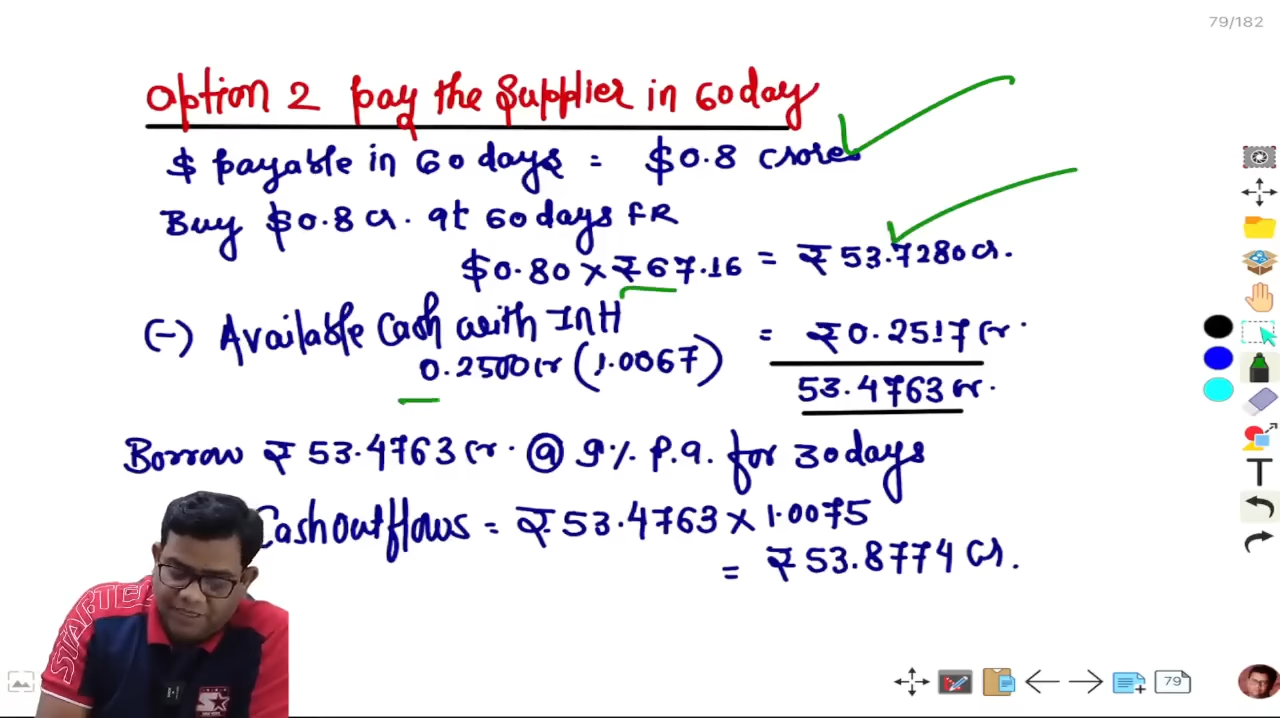 79/182
Option 2 pay the supplier in 60 day
$ payable in 60 days = $0.8 crores
Buy $0.8 cr. at 60 days FR
$0.80 × ₹67.16 = ₹53.7280 cr.
(-) Available cash with INH = ₹0.2517 cr.
0.2500 cr (1.0067)
53.4763 cr.
Borrow ₹53.4763 cr. @ 9% p.a. for 30 days
Cash outflows = ₹53.4763 × 1.0075
= ₹53.8774 cr.
STARTE
79